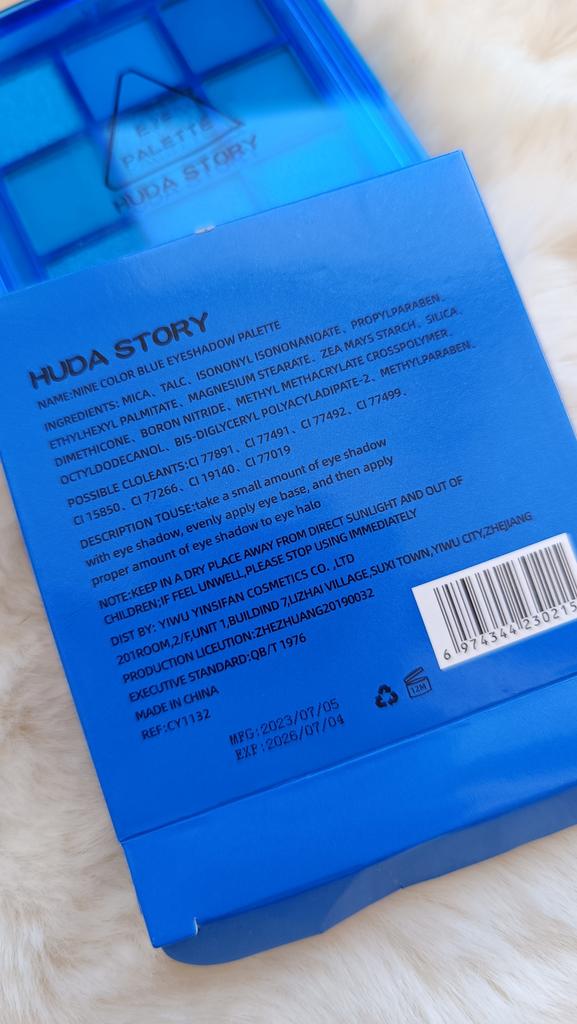 EYE
PALETTE
HUDA STORY
HUDA STORY
NAME:NINE COLOR BLUE EYESHADOW PALETTE
INGREDIENTS: MICA、TALC、ISONONYL ISONONANOATE、PROPYLPARABEN、
ETHYLHEXYL PALMITATE、MAGNESIUM STEARATE、ZEA MAYS STARCH、SILICA、
DIMETHICONE、BORON NITRIDE、METHYL METHACRYLATE CROSSPOLYMER、
OCTYLDODECANOL、BIS-DIGLYCERYL POLYACYLADIPATE-2、METHYLPARABEN、
POSSIBLE CLOLEANTS:CI 77891、CI 77491、CI 77492、CI 77499、
CI 15850、CI 77266、CI 19140、CI 77019
DESCRIPTION TOUSE:take a small amount of eye shadow
with eye shadow, evenly apply eye base, and then apply
proper amount of eye shadow to eye halo
NOTE:KEEP IN A DRY PLACE AWAY FROM DIRECT SUNLIGHT AND OUT OF
CHILDREN;IF FEEL UNWELL,PLEASE STOP USING IMMEDIATELY
DIST BY: YIWU YINSIFAN COSMETICS CO. ,LTD
201ROOM,2/F,UNIT 1,BUILDIND 7,LIZHAI VILLAGE,SUXI TOWN,YIWU CITY,ZHEJIANG
PRODUCTION LICEUTION:ZHEZHUANG20190032
EXECUTIVE STANDARD:QB/T 1976
MADE IN CHINA
REF:CY1132
MFG:2023/07/05
EXP:2026/07/04
12M
6 974344 230215